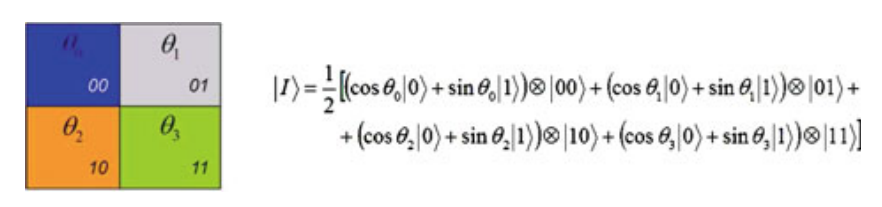 θ₀ θ₁
00 01
θ₂ θ₃
10 11
|I⟩ = 1/2 [(cos θ₀|0⟩ + sin θ₀|1⟩) ⊗ |00⟩ + (cos θ₁|0⟩ + sin θ₁|1⟩) ⊗ |01⟩ +
+ (cos θ₂|0⟩ + sin θ₂|1⟩) ⊗ |10⟩ + (cos θ₃|0⟩ + sin θ₃|1⟩) ⊗ |11⟩]